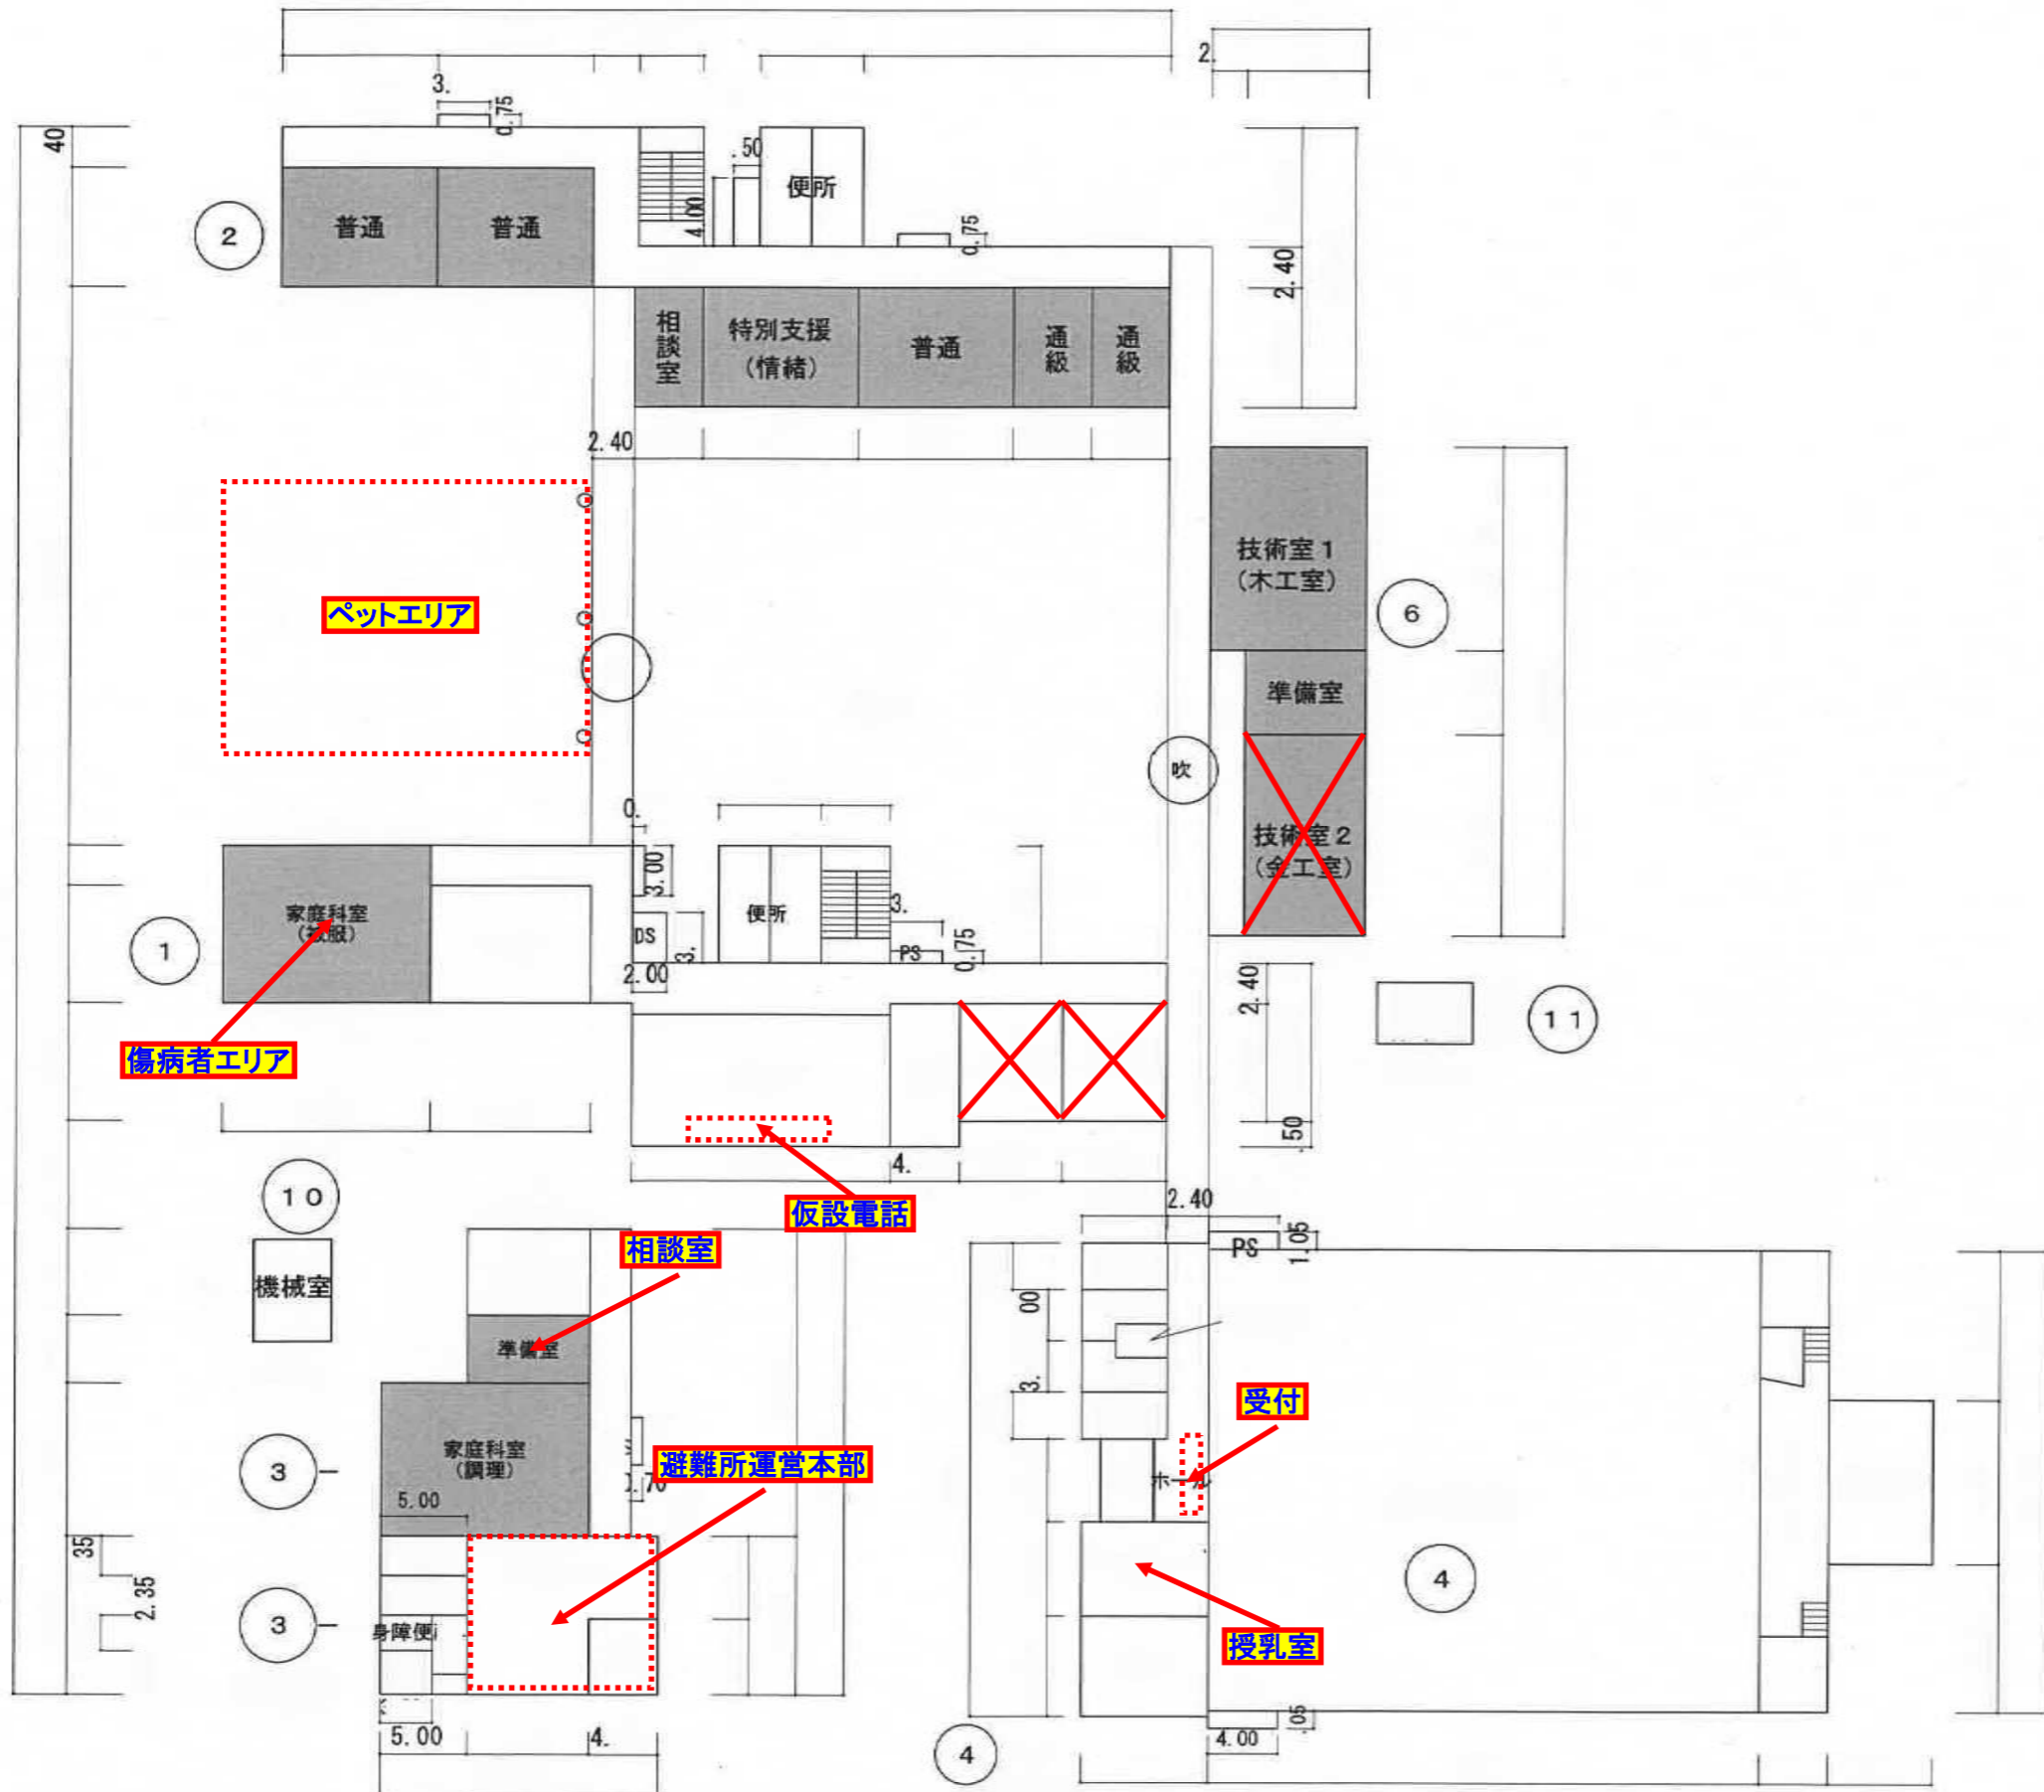 2.
3.
0.75
40
.50
便所
4.00
0.75
2
普通
普通
2.40
相談室
特別支援
(情緒)
普通
通級
通級
2.40
技術室1
(木工室)
6
ペットエリア
準備室
吹
技術室2
(金工室)
0.
3.00
家庭科室
(被服)
便所
3.
DS
PS
0.75
1
3.
2.00
2.40
11
傷病者エリア
.50
4.
10
2.40
仮設電話
相談室
PS
1.05
機械室
00
準備室
3.
受付
家庭科室
(調理)
避難所運営本部
3
ホール
5.00
35
2.35
4
3
身障便
授乳室
.05
5.00
4.
4.00
4